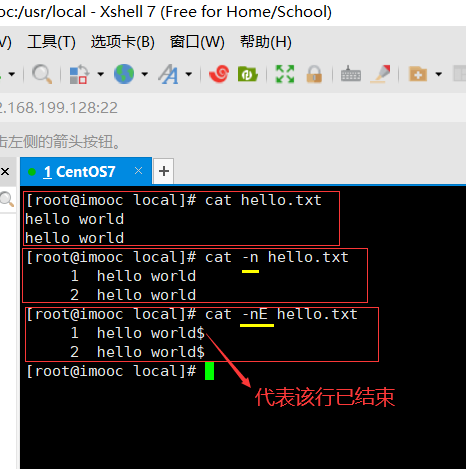 oc:/usr/local - Xshell 7 (Free for Home/School)
V) 工具(T) 选项卡(B) 窗口(W) 帮助(H)
2.168.199.128:22
击左侧的箭头按钮。
1 CentOS7
[root@imooc local]# cat hello.txt
hello world
hello world
[root@imooc local]# cat -n hello.txt
1 hello world
2 hello world
[root@imooc local]# cat -nE hello.txt
1 hello world$
2 hello world$
[root@imooc local]#
代表该行已结束